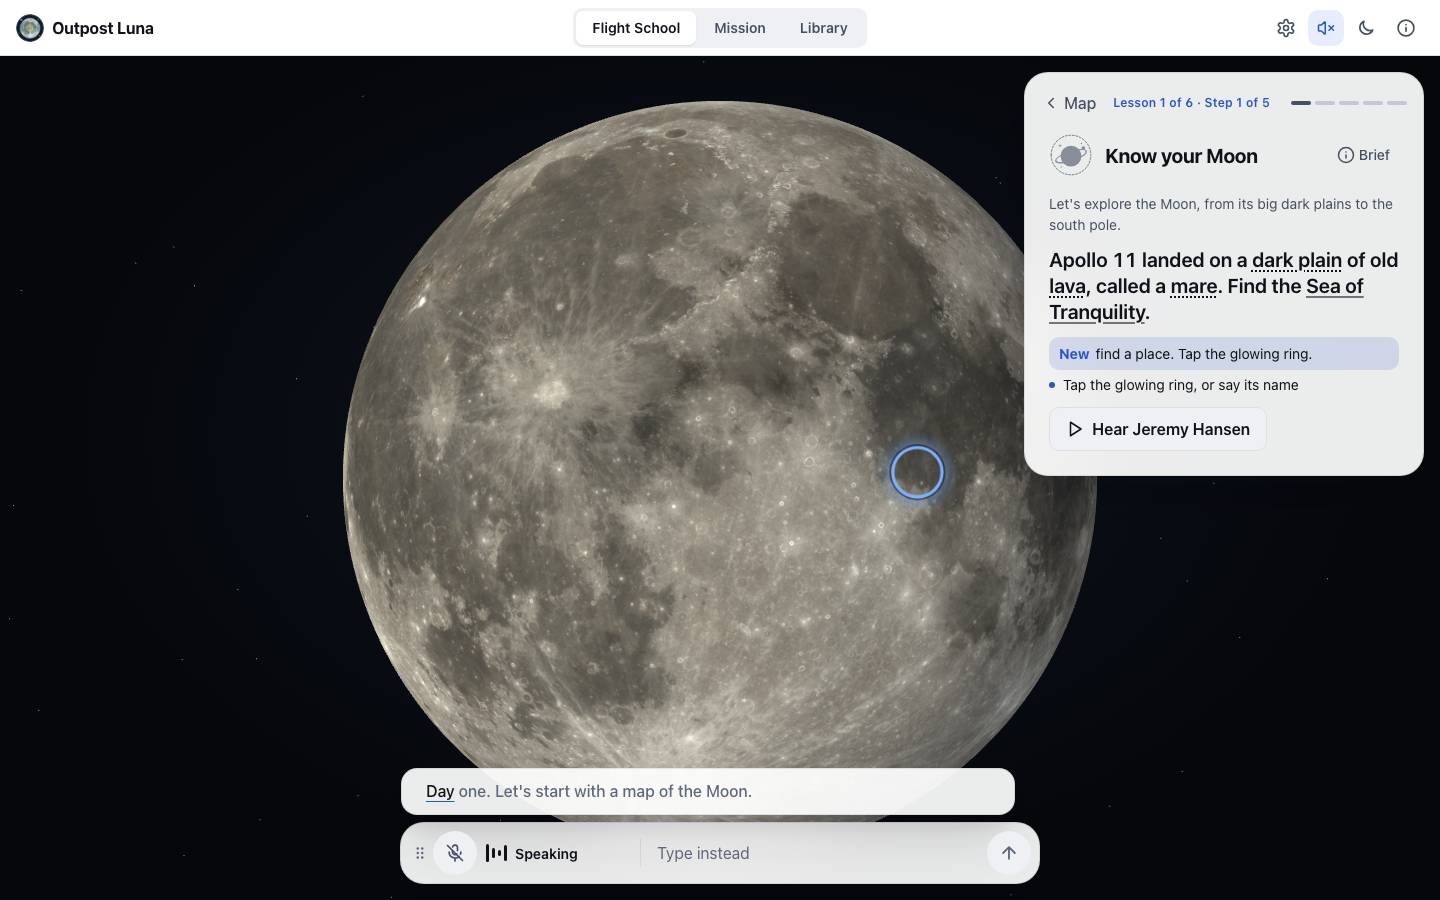 Outpost Luna
Flight School
Mission
Library
Map
Lesson 1 of 6 · Step 1 of 5
Know your Moon
Brief
Let's explore the Moon, from its big dark plains to the
south pole.
Apollo 11 landed on a dark plain of old
lava, called a mare. Find the Sea of
Tranquility.
New find a place. Tap the glowing ring.
Tap the glowing ring, or say its name
Hear Jeremy Hansen
Day one. Let's start with a map of the Moon.
Speaking
Type instead